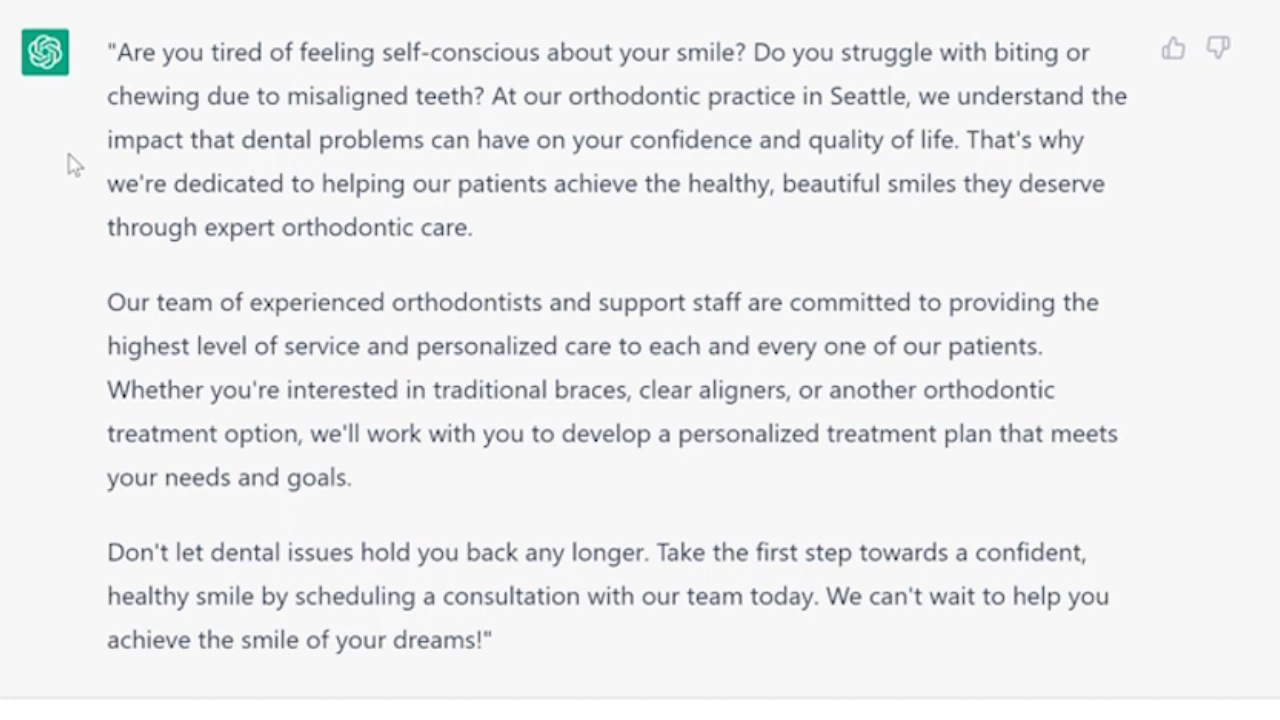 "Are you tired of feeling self-conscious about your smile? Do you struggle with biting or
chewing due to misaligned teeth? At our orthodontic practice in Seattle, we understand the
impact that dental problems can have on your confidence and quality of life. That's why
we're dedicated to helping our patients achieve the healthy, beautiful smiles they deserve
through expert orthodontic care.
Our team of experienced orthodontists and support staff are committed to providing the
highest level of service and personalized care to each and every one of our patients.
Whether you're interested in traditional braces, clear aligners, or another orthodontic
treatment option, we'll work with you to develop a personalized treatment plan that meets
your needs and goals.
Don't let dental issues hold you back any longer. Take the first step towards a confident,
healthy smile by scheduling a consultation with our team today. We can't wait to help you
achieve the smile of your dreams!"